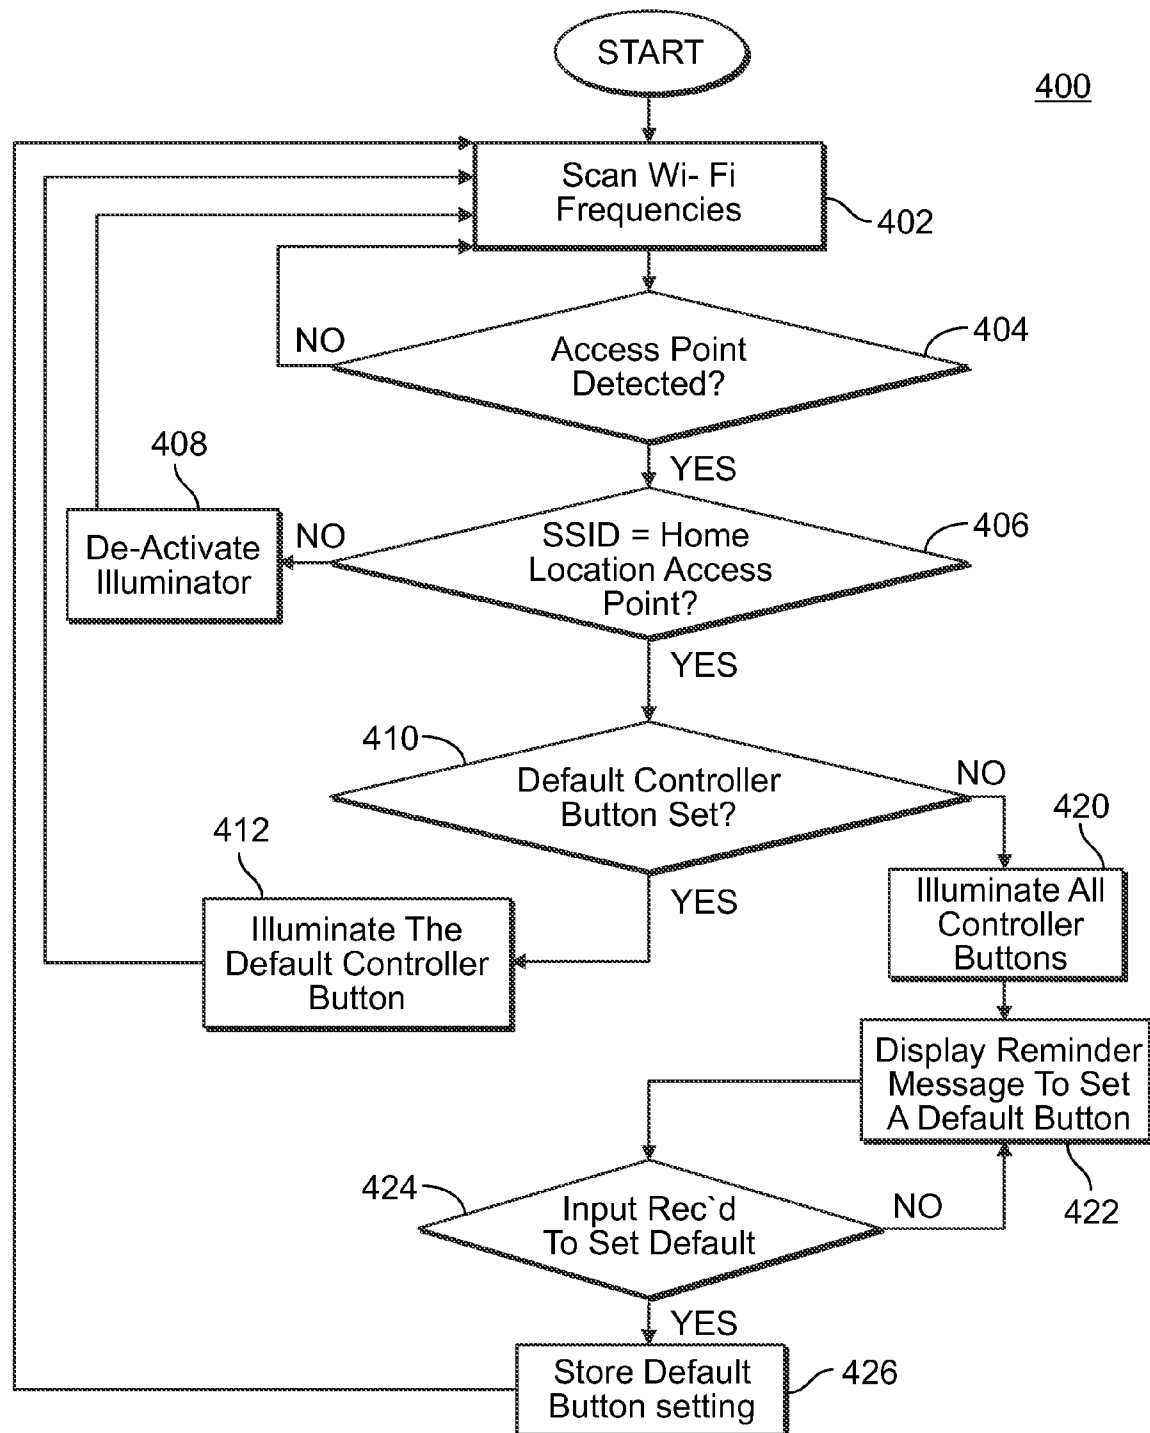 START
400
Scan Wi- Fi
Frequencies
402
NO
Access Point
Detected?
404
YES
408
De-Activate
Illuminator
NO
SSID = Home
Location Access
Point?
406
YES
410
Default Controller
Button Set?
NO
420
Illuminate All
Controller
Buttons
412
YES
Illuminate The
Default Controller
Button
Display Reminder
Message To Set
A Default Button
422
424
Input Rec`d
To Set Default
NO
YES
Store Default
Button setting
426